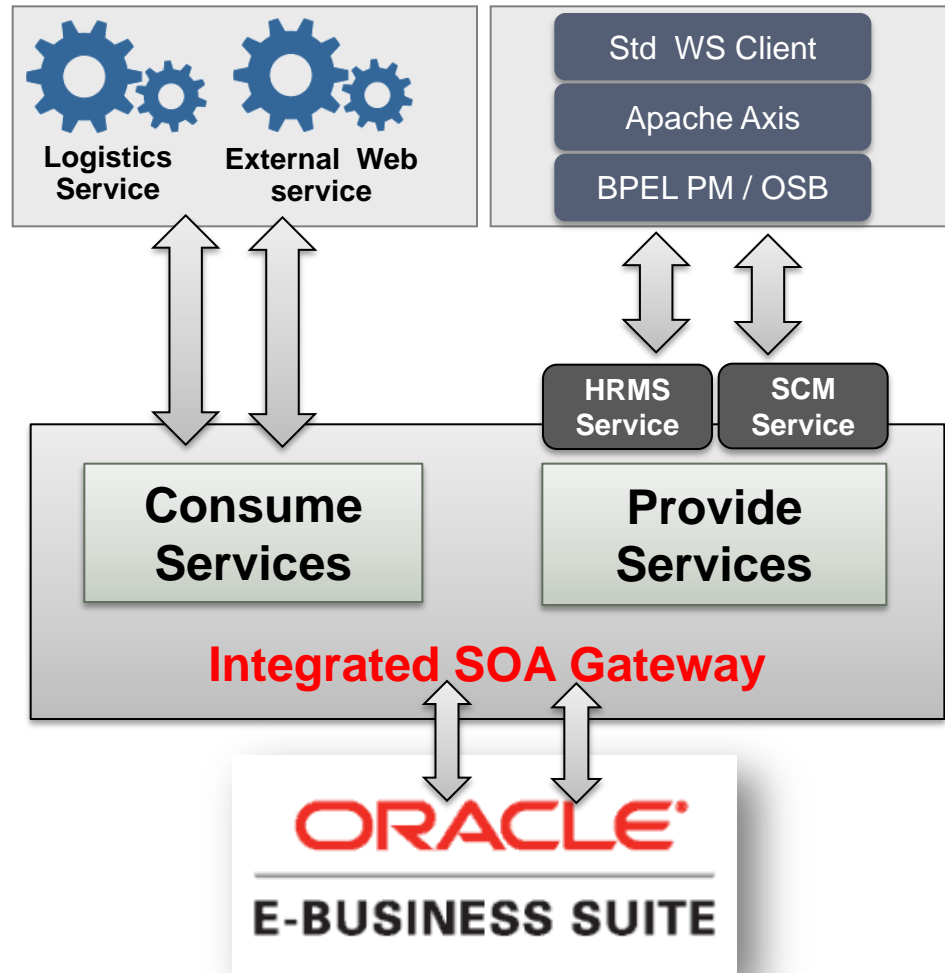 Logistics
Service
External Web
service
Std WS Client
Apache Axis
BPEL PM / OSB
HRMS
Service
SCM
Service
Consume
Services
Provide
Services
Integrated SOA Gateway
ORACLE®
E-BUSINESS SUITE